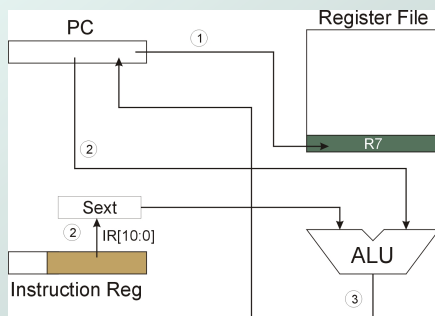 PC
Register File
1
R7
2
Sext
2
IR[10:0]
ALU
Instruction Reg
3